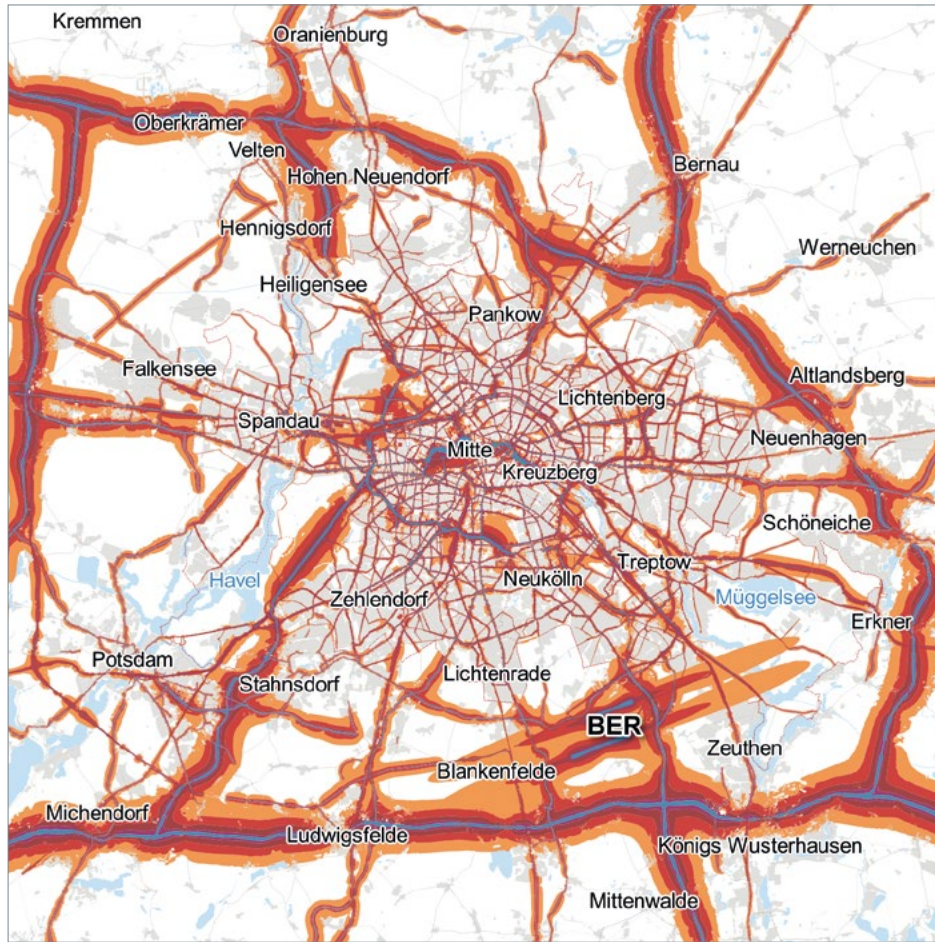 Kremmen
Oranienburg
Oberkrämer
Velten
Hohen Neuendorf
Bernau
Hennigsdorf
Werneuchen
Heiligensee
Pankow
Falkensee
Altlandsberg
Lichtenberg
Spandau
Neuenhagen
Mitte
Kreuzberg
Schöneiche
Treptow
Havel
Neukölln
Zehlendorf
Müggelsee
Erkner
Potsdam
Lichtenrade
Stahnsdorf
BER
Zeuthen
Blankenfelde
Michendorf
Ludwigsfelde
Königs Wusterhausen
Mittenwalde